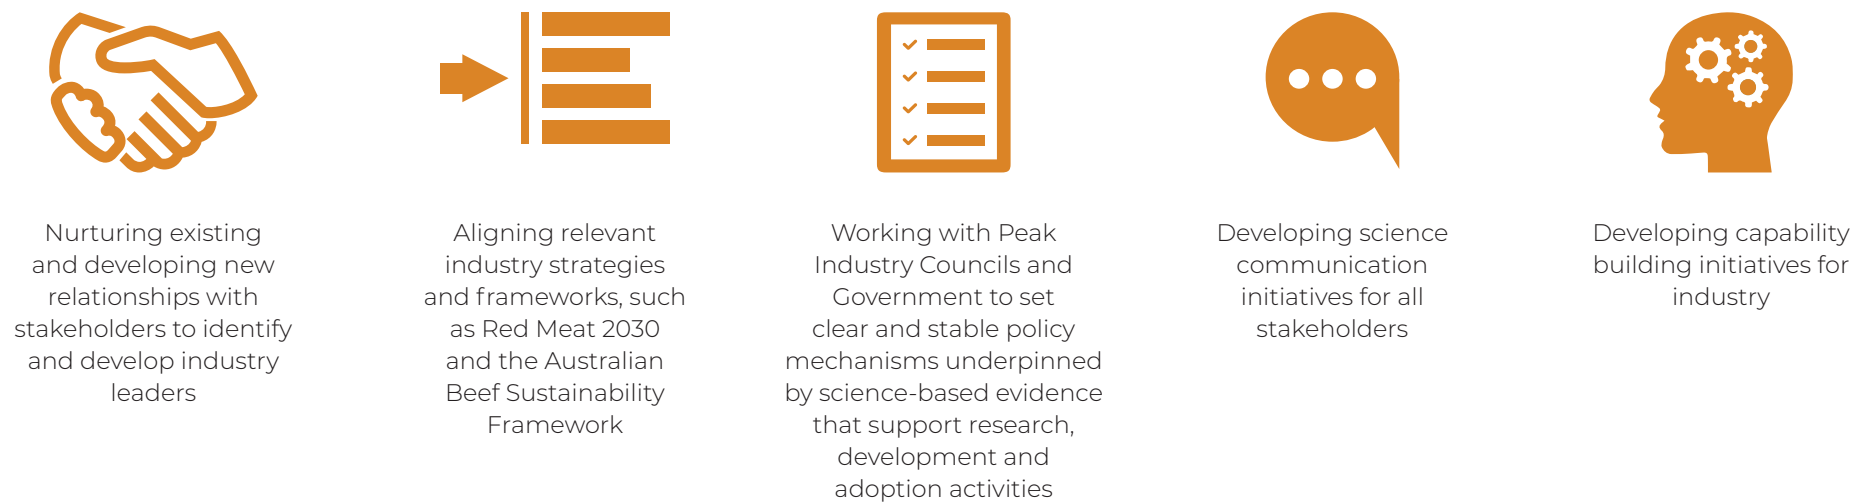 Nurturing existing
and developing new
relationships with
stakeholders to identify
and develop industry
leaders
Aligning relevant
industry strategies
and frameworks, such
as Red Meat 2030
and the Australian
Beef Sustainability
Framework
Working with Peak
Industry Councils and
Government to set
clear and stable policy
mechanisms underpinned
by science-based evidence
that support research,
development and
adoption activities
Developing science
communication
initiatives for all
stakeholders
Developing capability
building initiatives for
industry